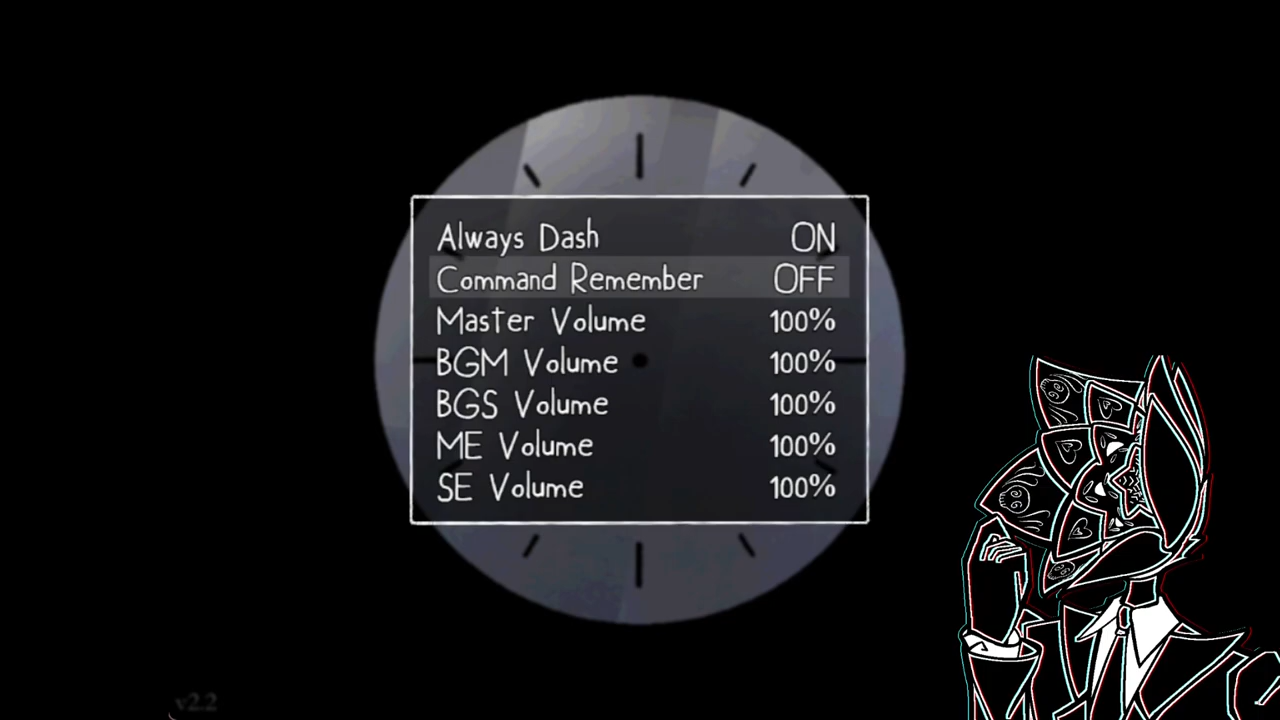 Always Dash ON
Command Remember OFF
Master Volume 100%
BGM Volume 100%
BGS Volume 100%
ME Volume 100%
SE Volume 100%
v2.2